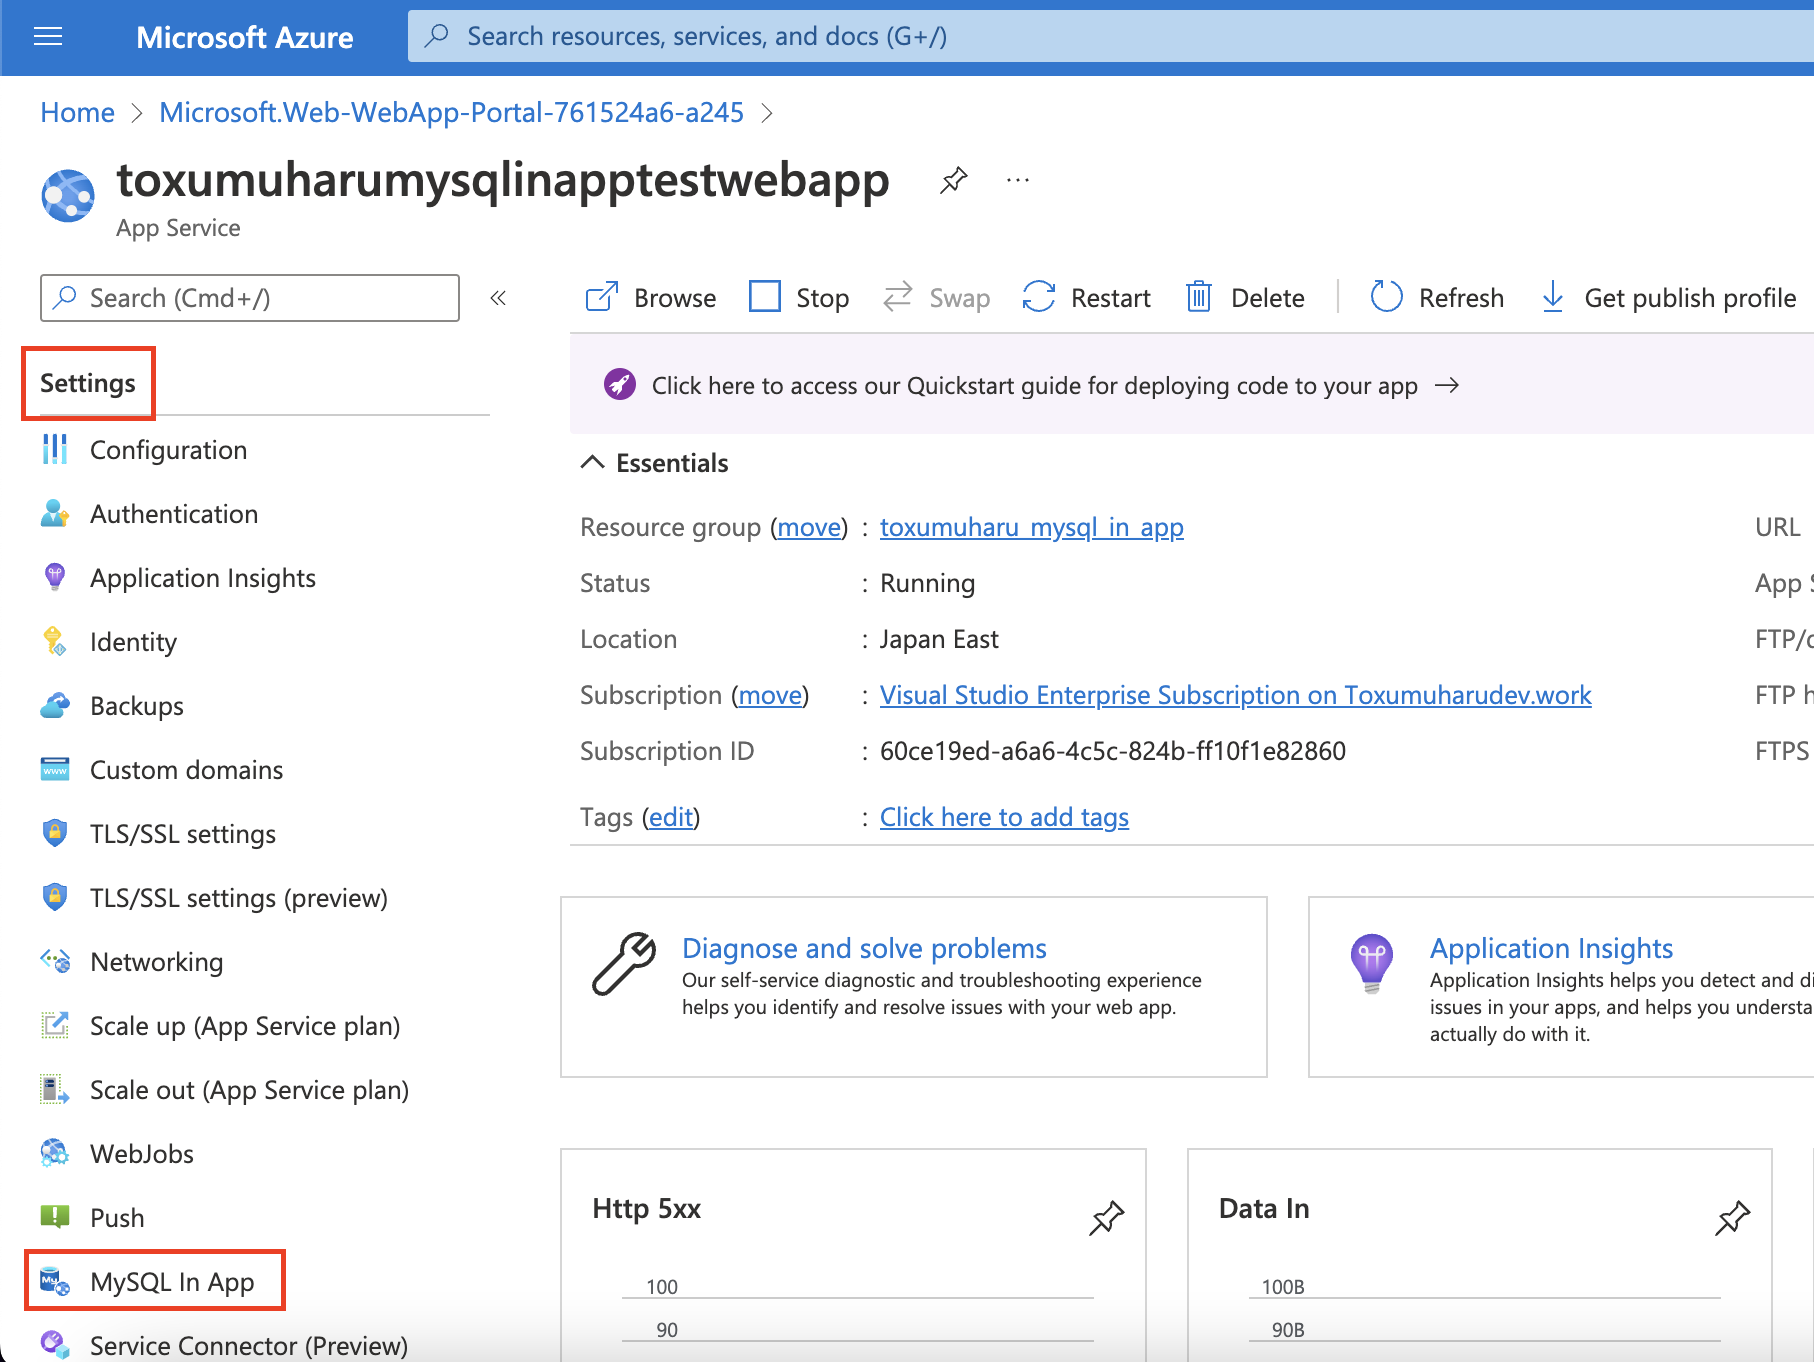 Microsoft Azure
Search resources, services, and docs (G+/)
Home > Microsoft.Web-WebApp-Portal-761524a6-a245 >
toxumuharumysqlinapptestwebapp
App Service
Search (Cmd+/)
Browse
Stop
Swap
Restart
Delete
Refresh
Get publish profile
Settings
Configuration
Authentication
Application Insights
Identity
Backups
Custom domains
TLS/SSL settings
TLS/SSL settings (preview)
Networking
Scale up (App Service plan)
Scale out (App Service plan)
WebJobs
Push
MySQL In App
Service Connector (Preview)
Click here to access our Quickstart guide for deploying code to your app →
Essentials
Resource group (move) : toxumuharu_mysql_in_app
Status : Running
Location : Japan East
Subscription (move) : Visual Studio Enterprise Subscription on Toxumuharudev.work
Subscription ID : 60ce19ed-a6a6-4c5c-824b-ff10f1e82860
Tags (edit) : Click here to add tags
URL
App
FTP/
FTP
FTPS
Diagnose and solve problems
Our self-service diagnostic and troubleshooting experience
helps you identify and resolve issues with your web app.
Application Insights
Application Insights helps you detect and
issues in your apps, and helps you
actually do with it.
Http 5xx
100
90
Data In
100B
90B